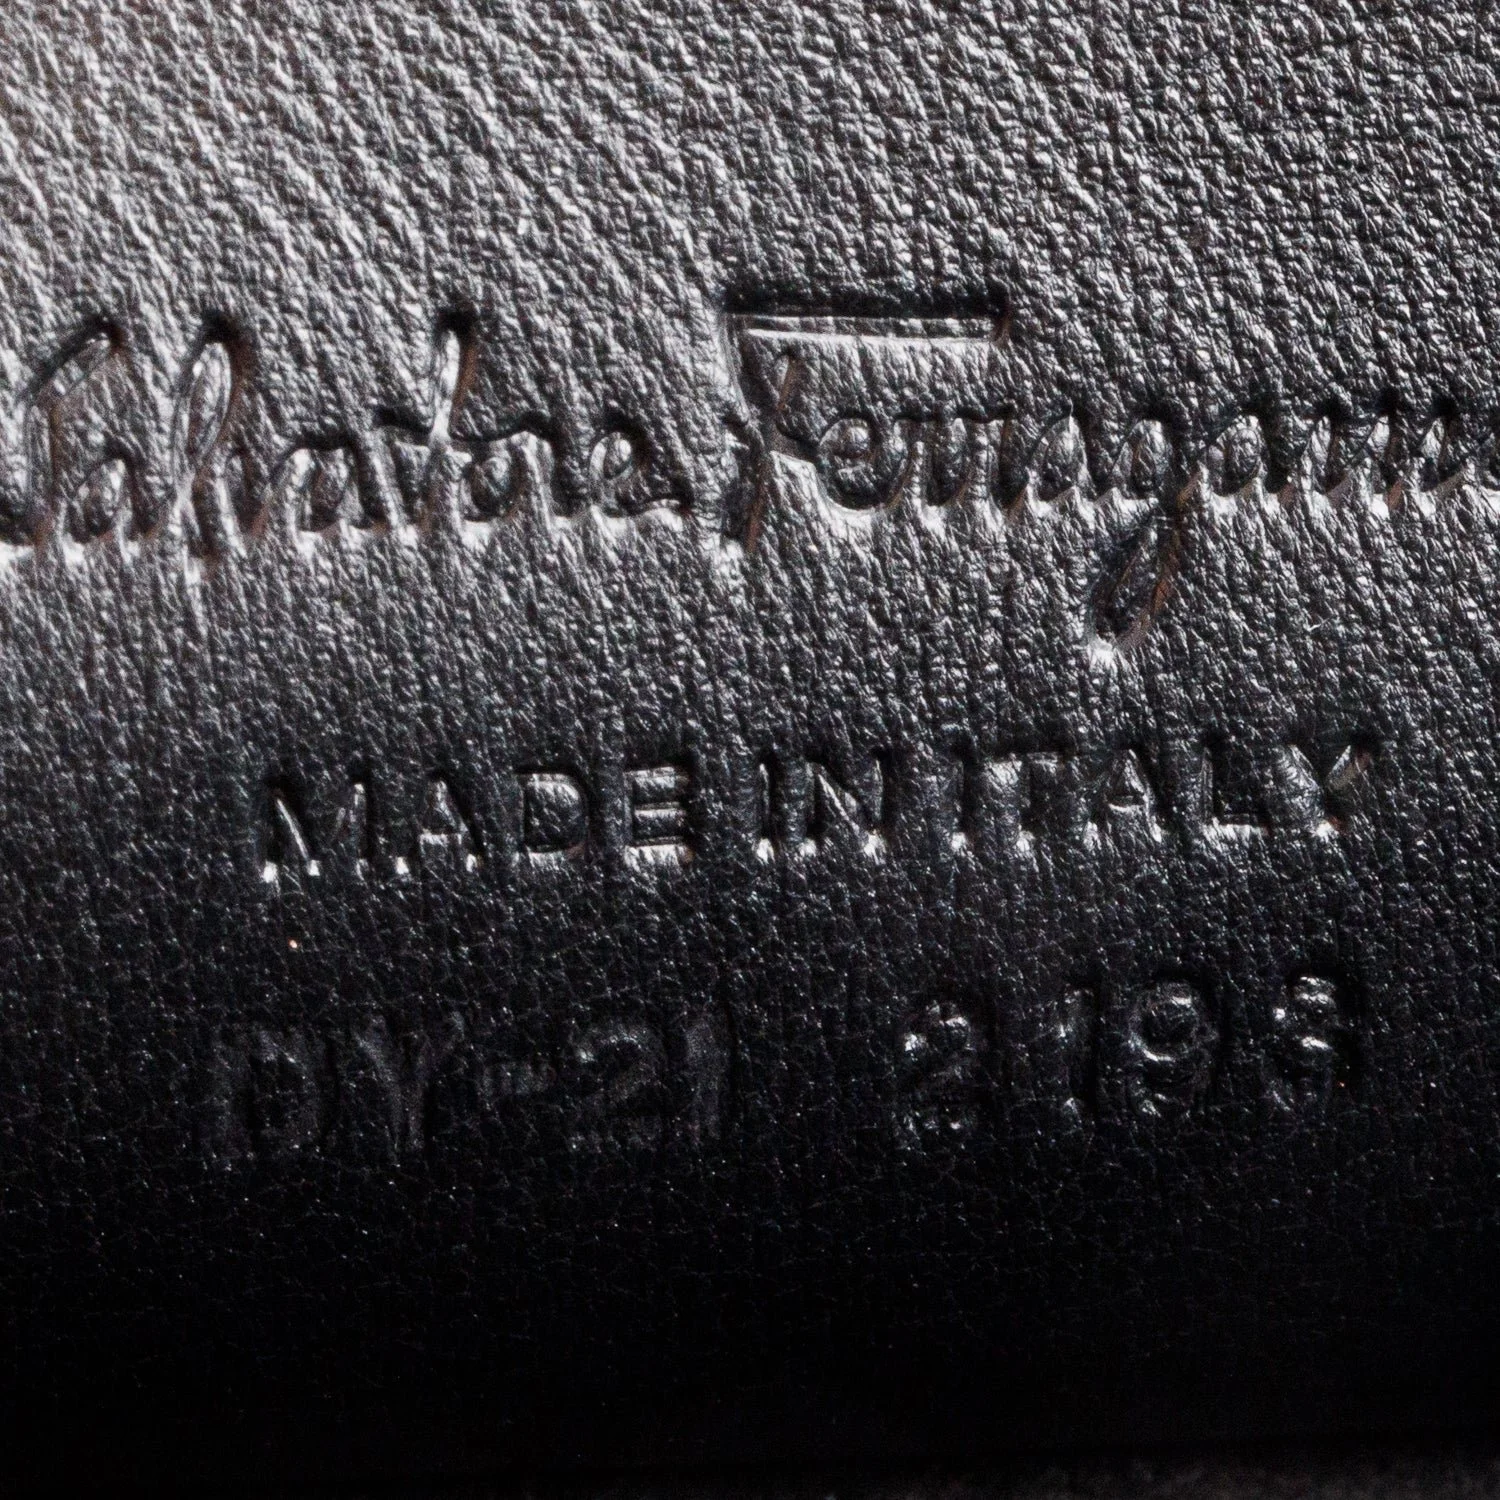 Salvatore Ferragamo
MADE IN ITALY
DY-21 2193